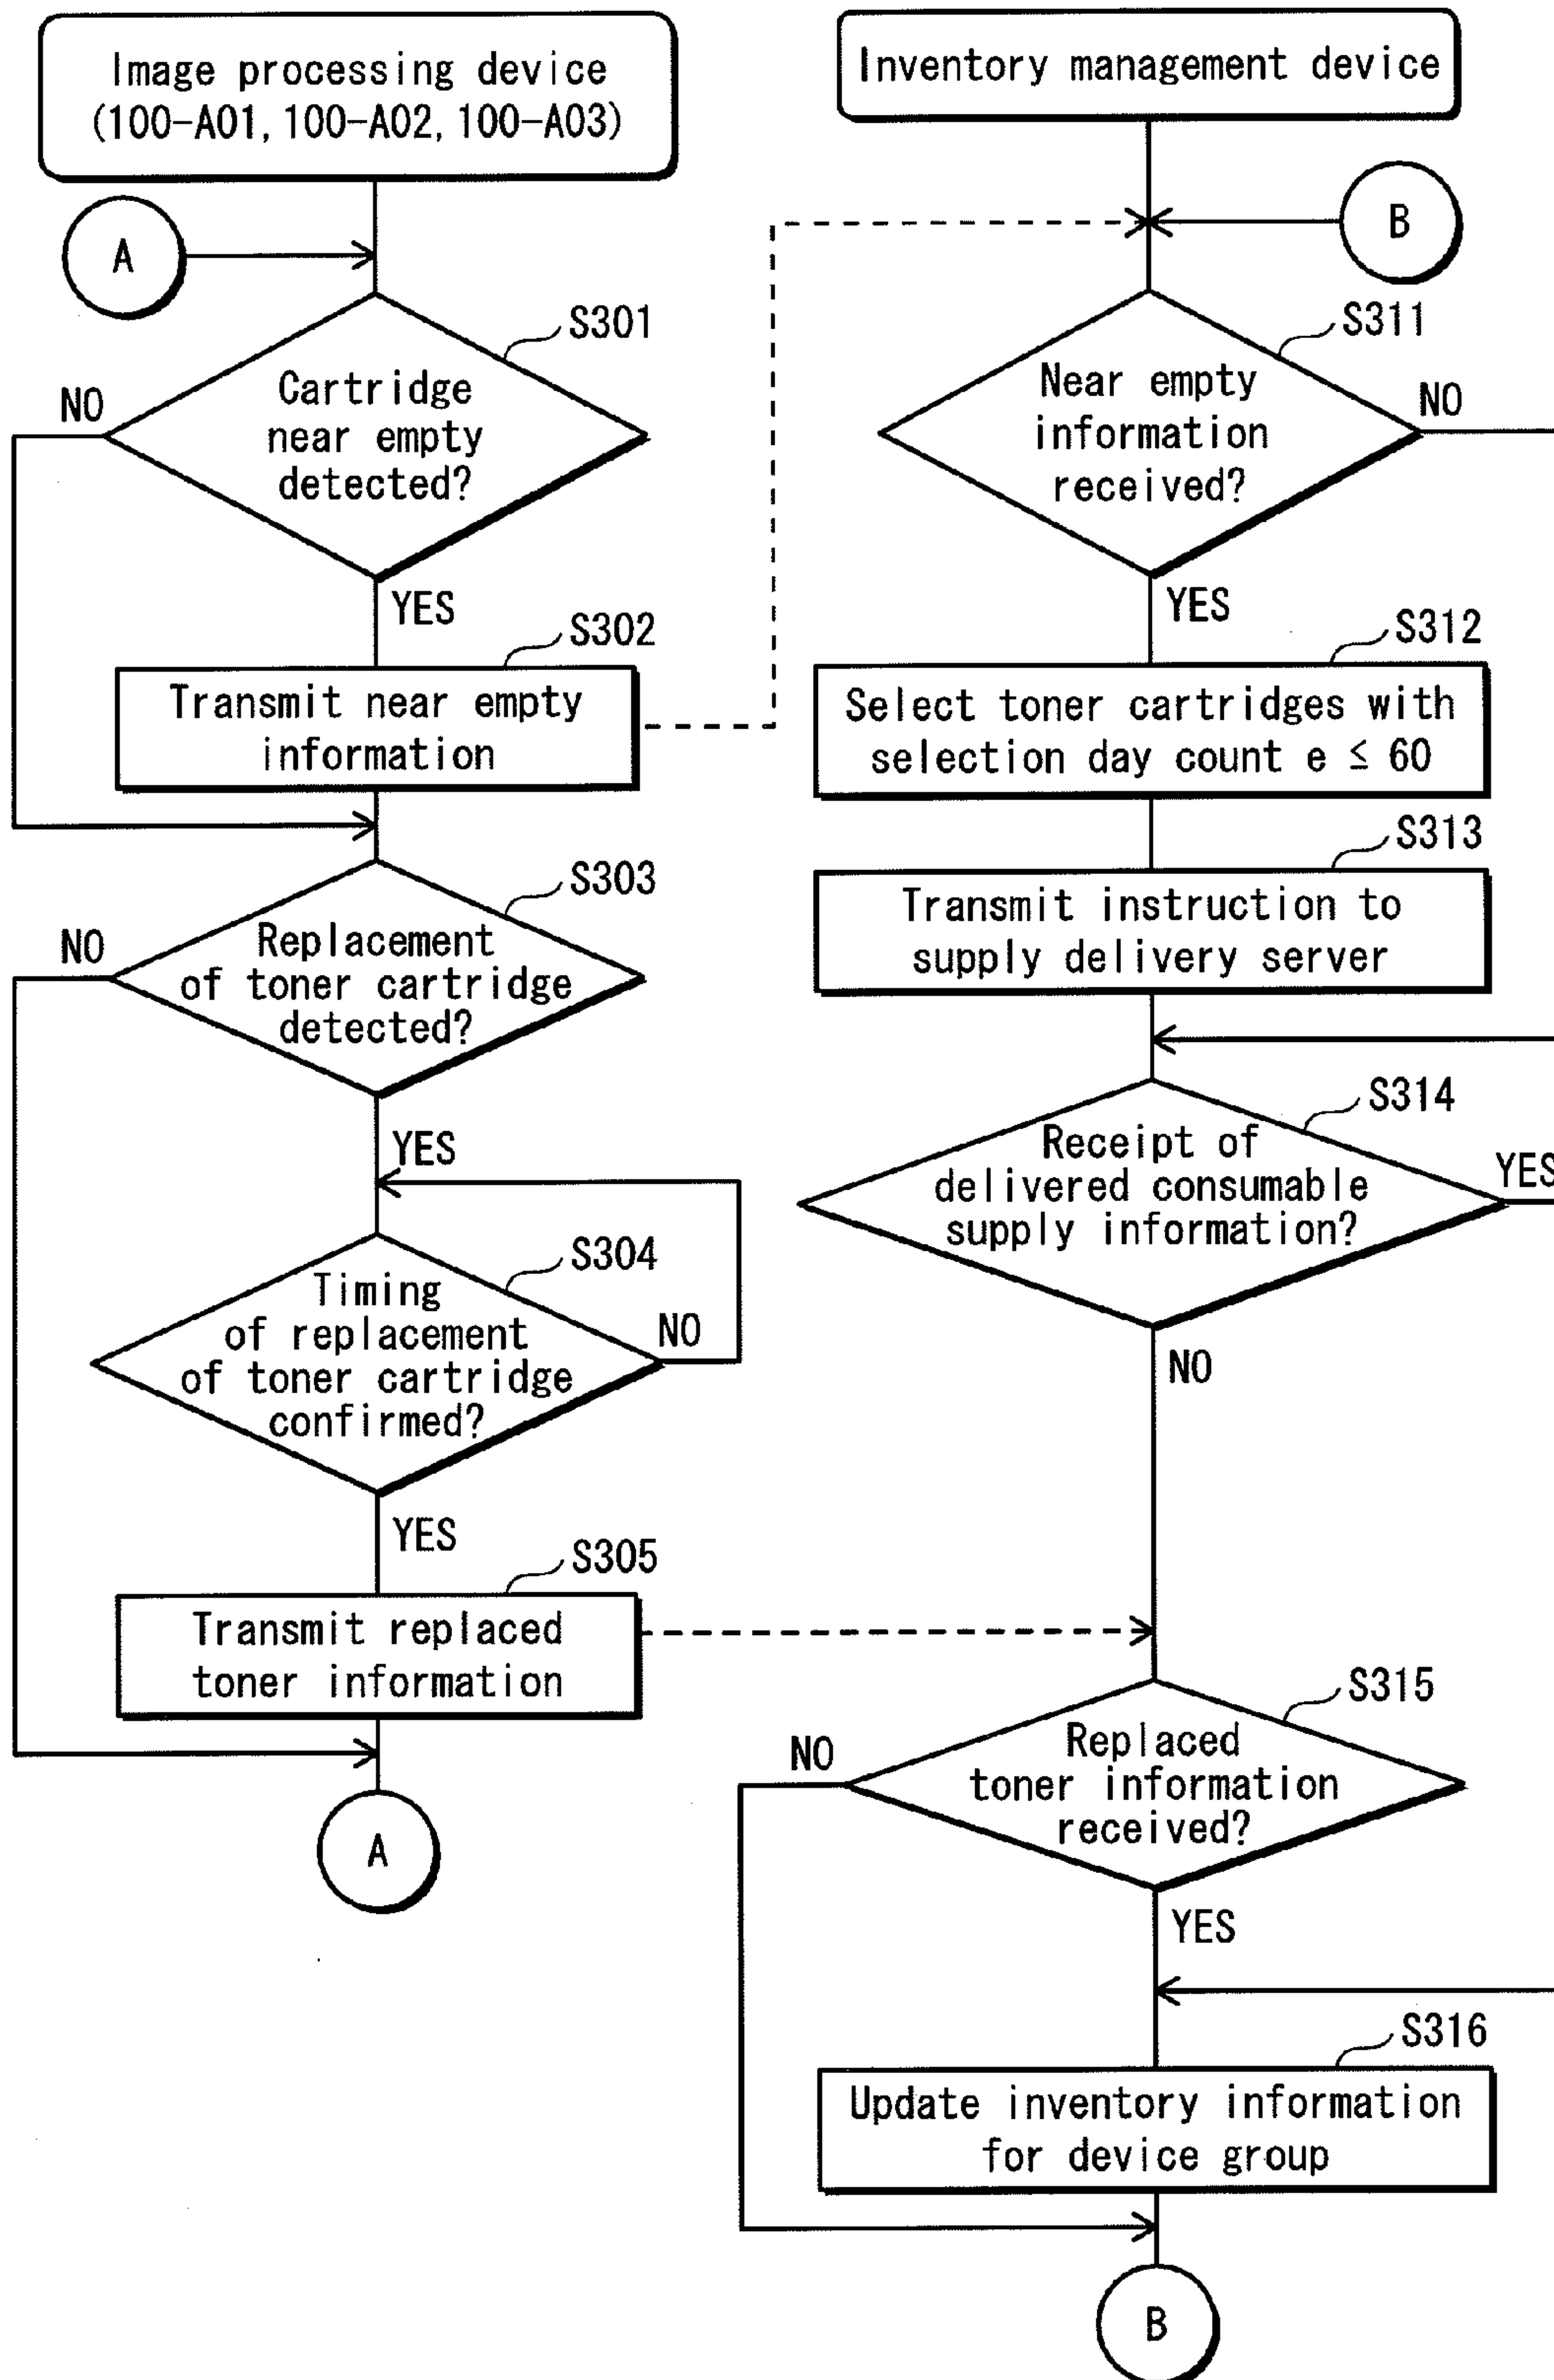 Image processing device
(100-A01, 100-A02, 100-A03)
A
S301
Cartridge
near empty
detected?
NO
YES
S302
Transmit near empty
information
S303
Replacement
of toner cartridge
detected?
NO
YES
S304
Timing
of replacement
of toner cartridge
confirmed?
NO
YES
S305
Transmit replaced
toner information
A
Inventory management device
B
S311
Near empty
information
received?
NO
YES
S312
Select toner cartridges with
selection day count e ≤ 60
S313
Transmit instruction to
supply delivery server
S314
Receipt of
delivered consumable
supply information?
YES
NO
S315
Replaced
toner information
received?
NO
YES
S316
Update inventory information
for device group
B